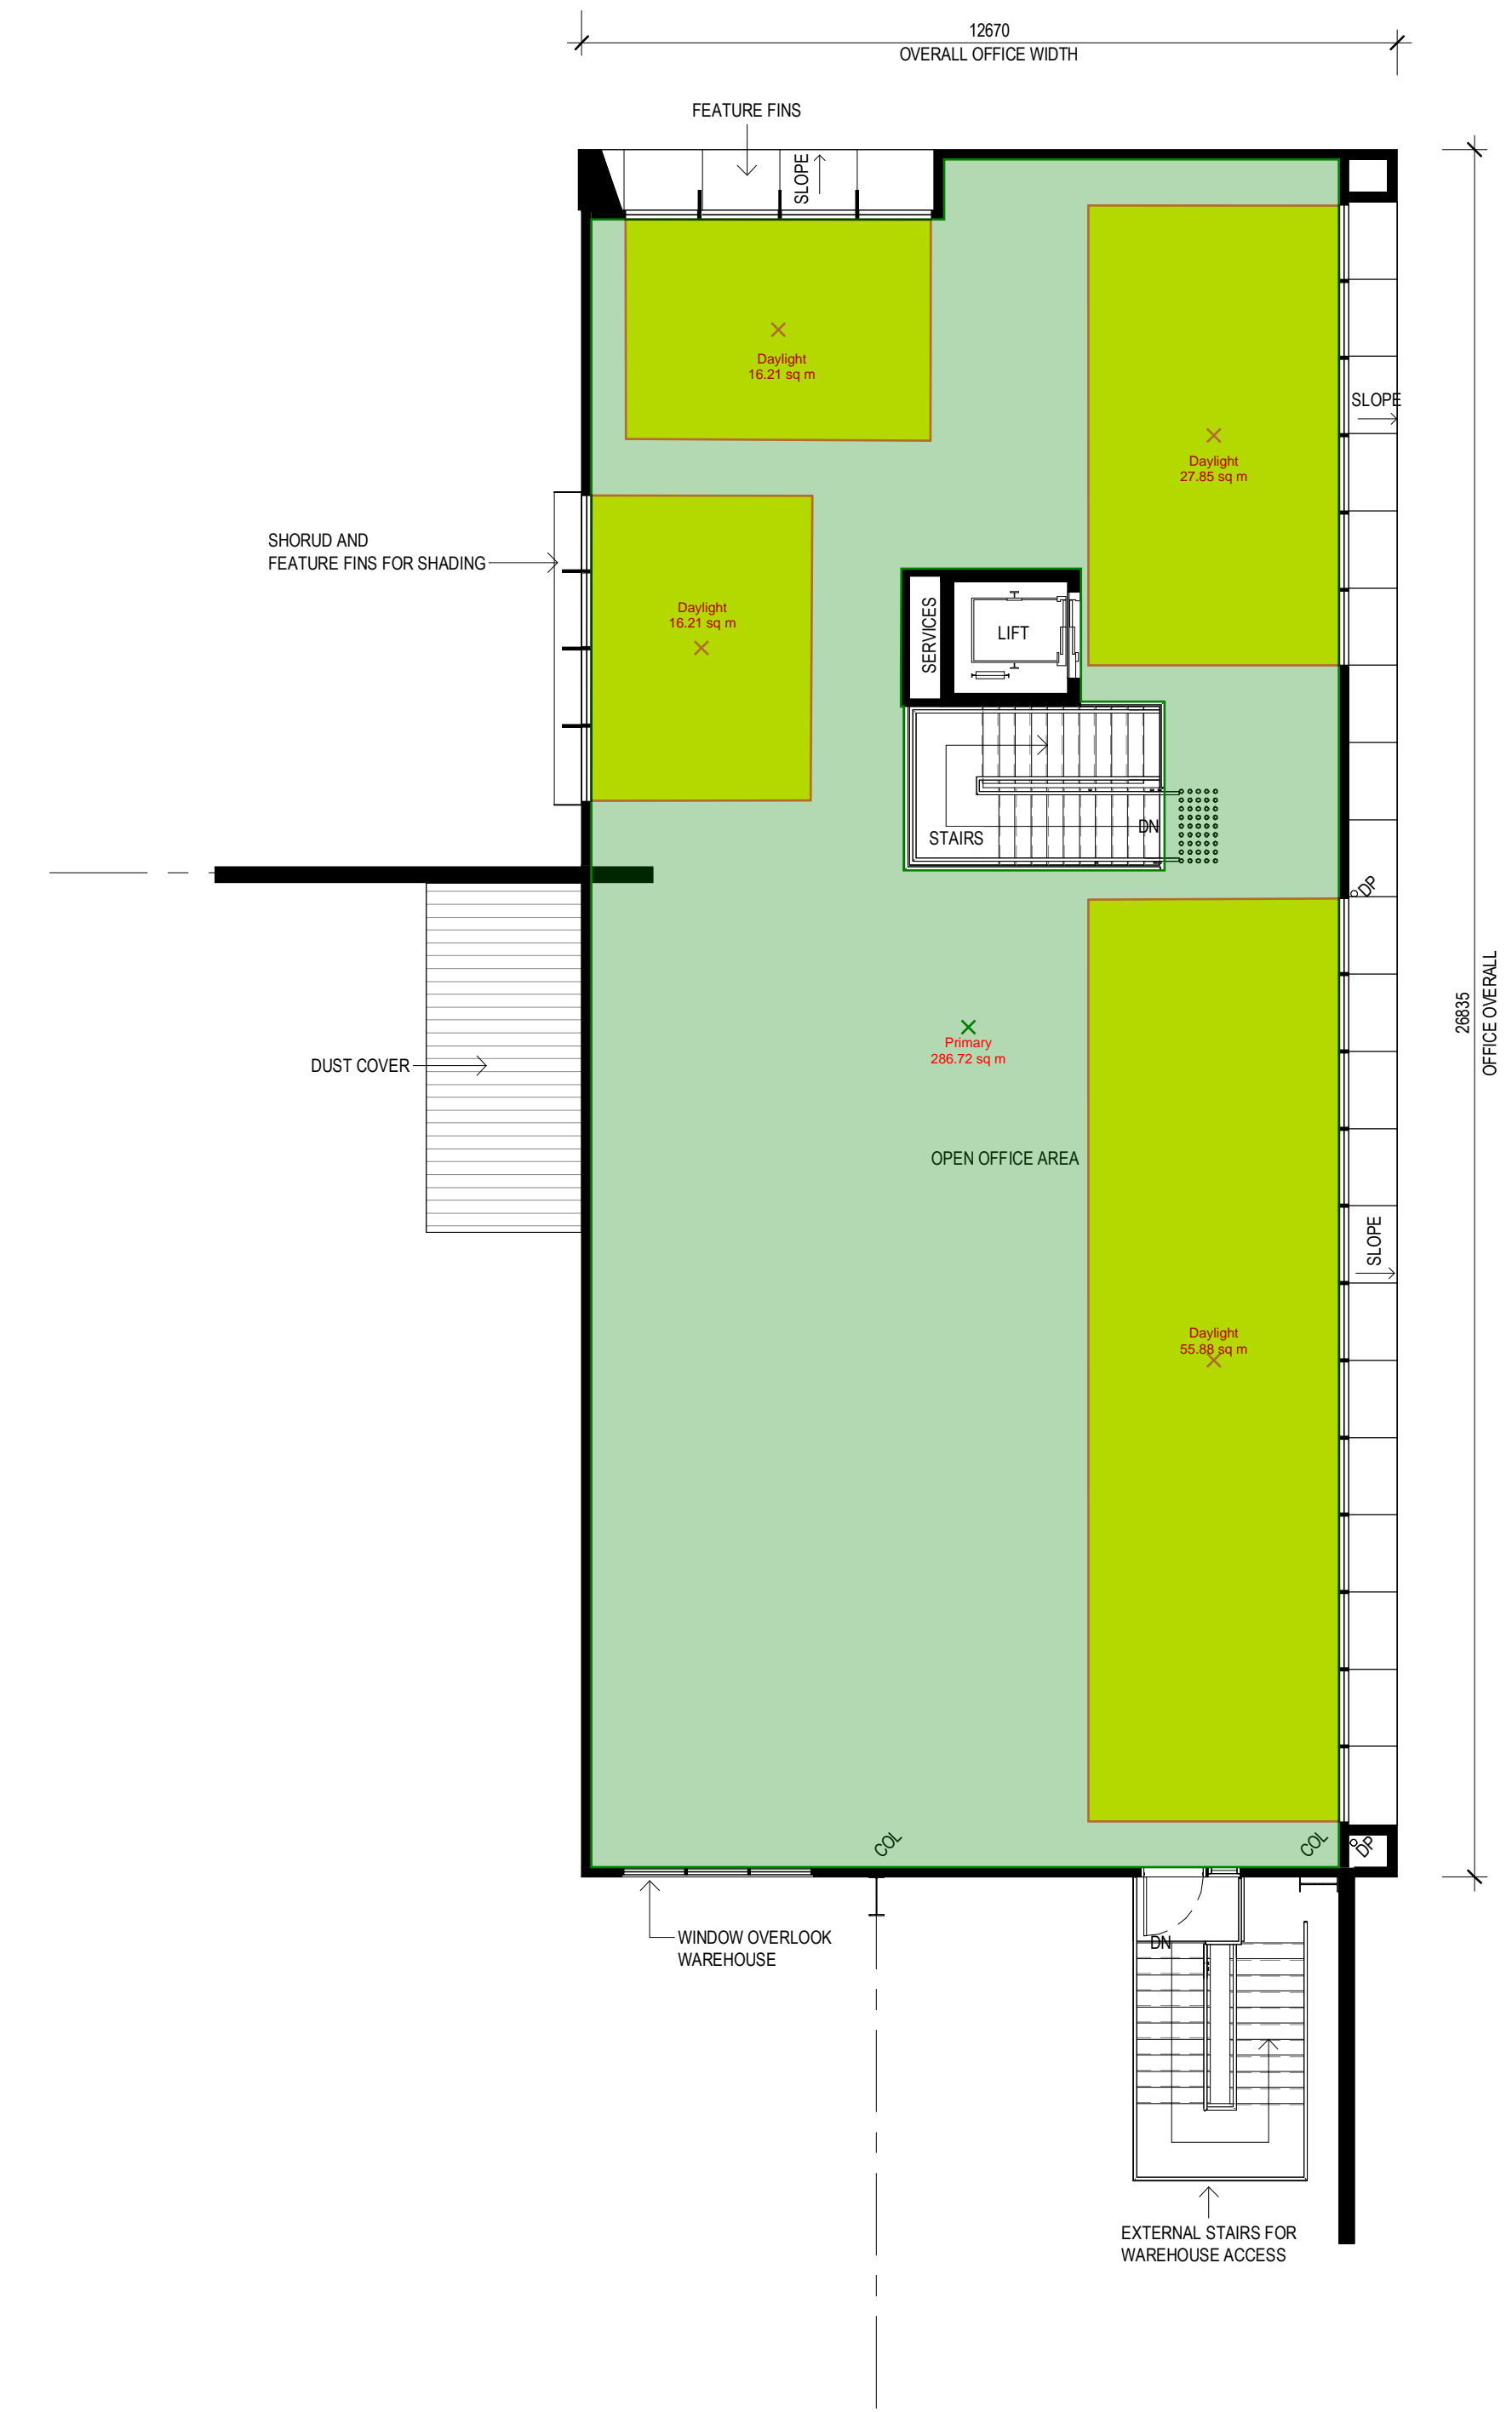 12670
OVERALL OFFICE WIDTH
FEATURE FINS
SLOPE
Daylight
16.21 sq m
SLOPE
Daylight
27.85 sq m
SHORUD AND
FEATURE FINS FOR SHADING
Daylight
16.21 sq m
SERVICES
LIFT
STAIRS
DN
DP
26835
OFFICE OVERALL
Primary
286.72 sq m
DUST COVER
OPEN OFFICE AREA
SLOPE
Daylight
55.88 sq m
COL
COL
DP
WINDOW OVERLOOK
WAREHOUSE
DN
EXTERNAL STAIRS FOR
WAREHOUSE ACCESS